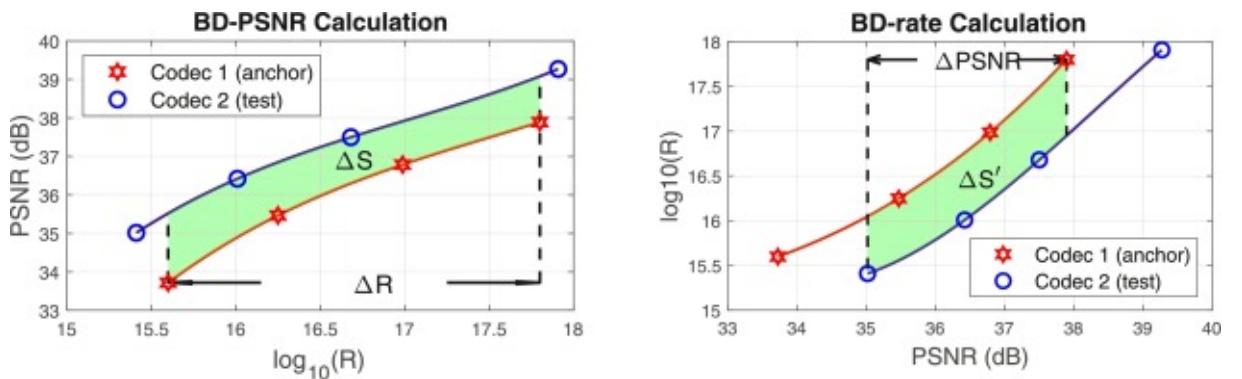 BD-PSNR Calculation
40
39
38
37
36
35
34
33
PSNR (dB)
Codec 1 (anchor)
Codec 2 (test)
ΔS
ΔR
15
15.5
16
16.5
17
17.5
18
log10(R)
BD-rate Calculation
18
17.5
17
16.5
16
15.5
15
log10(R)
ΔPSNR
ΔS′
Codec 1 (anchor)
Codec 2 (test)
33
34
35
36
37
38
39
40
PSNR (dB)